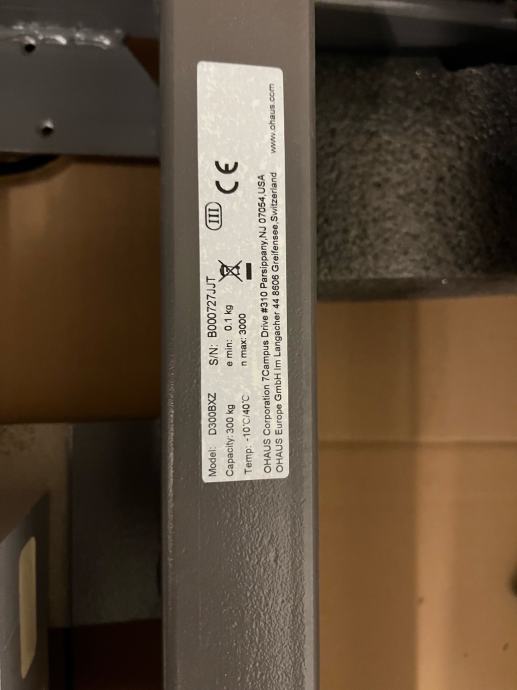 Model: D300BXZ S/N: B000727JJT
Capacity: 300 kg e min: 0.1 kg III CE
Temp: -10℃/40℃ n max: 3000
OHAUS Corporation 7Campus Drive #310 Parsippany,NJ 07054,USA
OHAUS Europe GmbH Im Langacher 44 8606 Greifensee,Switzerland www.ohaus.com